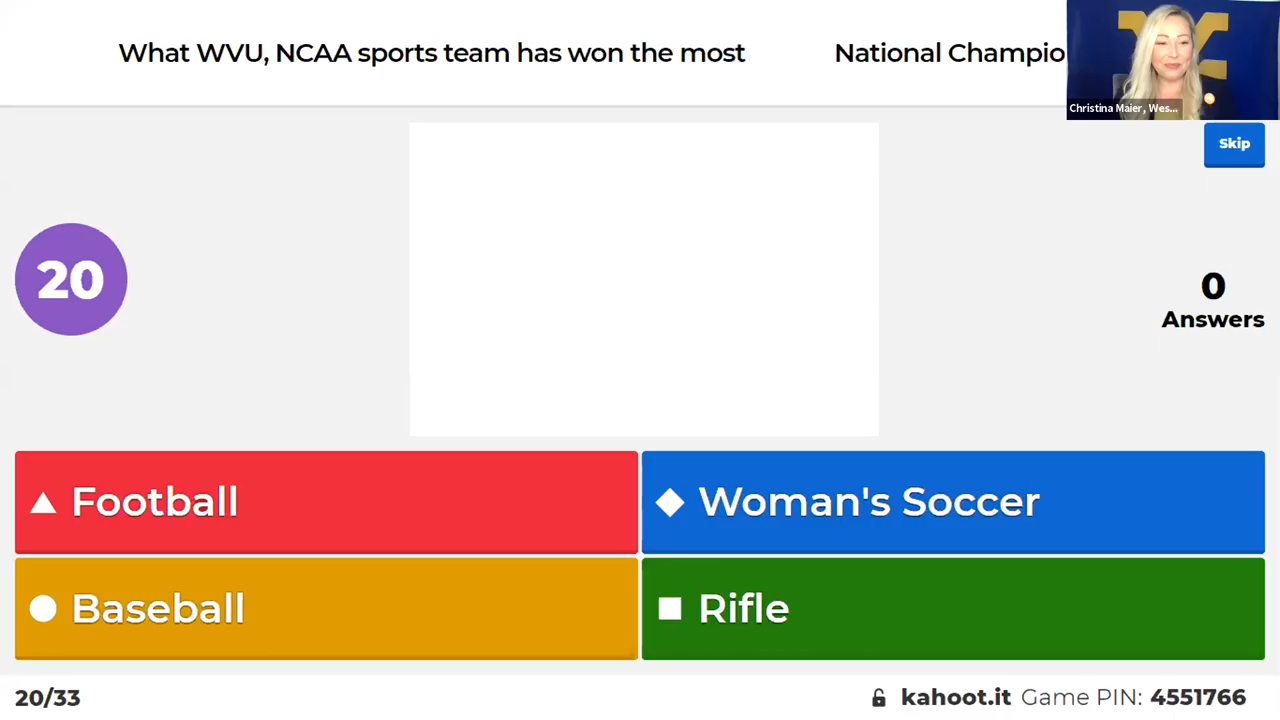 What WVU, NCAA sports team has won the most National Champio
Christina Maier, Wes...
Skip
20
0
Answers
Football
Woman's Soccer
Baseball
Rifle
20/33
kahoot.it Game PIN: 4551766